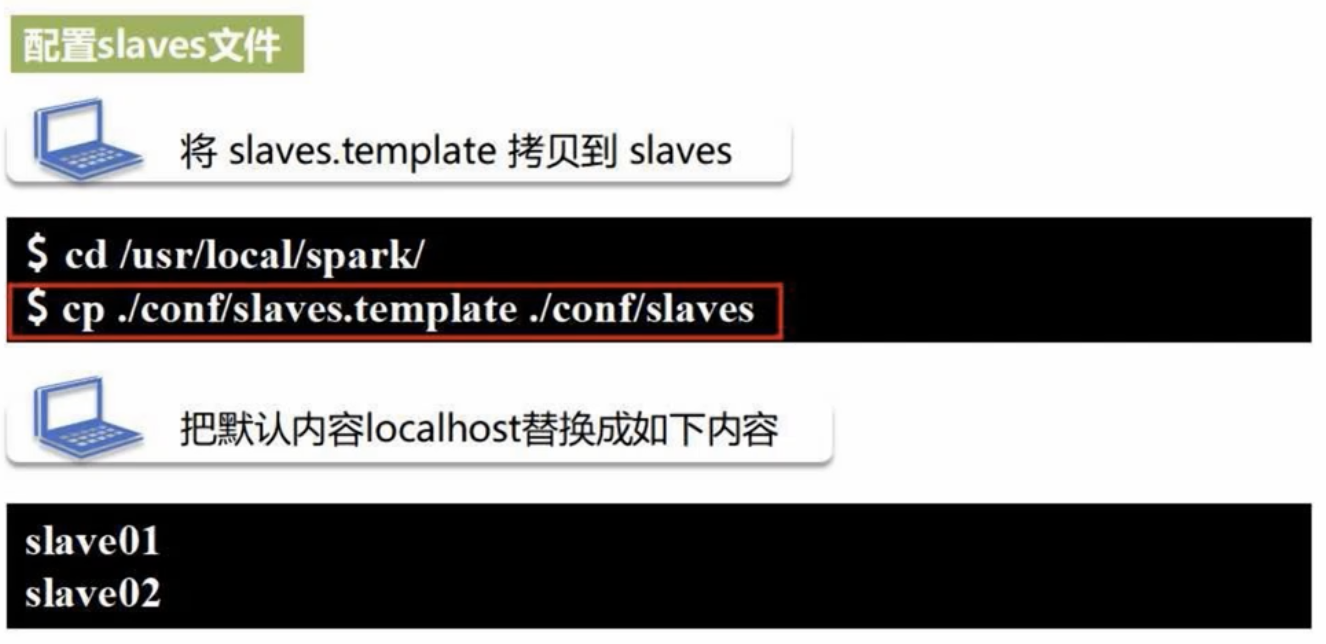 配置slaves文件
将 slaves.template 拷贝到 slaves
$ cd /usr/local/spark/
$ cp ./conf/slaves.template ./conf/slaves
把默认内容localhost替换成如下内容
slave01
slave02